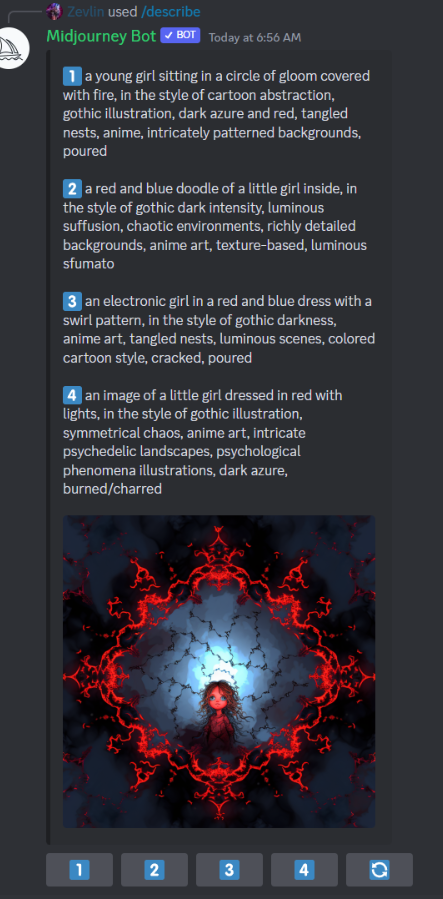 Zevlin used /describe
Midjourney Bot ✓ BOT Today at 6:56 AM
1 a young girl sitting in a circle of gloom covered
with fire, in the style of cartoon abstraction,
gothic illustration, dark azure and red, tangled
nests, anime, intricately patterned backgrounds,
poured
2 a red and blue doodle of a little girl inside, in
the style of gothic dark intensity, luminous
suffusion, chaotic environments, richly detailed
backgrounds, anime art, texture-based, luminous
sfumato
3 an electronic girl in a red and blue dress with a
swirl pattern, in the style of gothic darkness,
anime art, tangled nests, luminous scenes, colored
cartoon style, cracked, poured
4 an image of a little girl dressed in red with
lights, in the style of gothic illustration,
symmetrical chaos, anime art, intricate
psychedelic landscapes, psychological
phenomena illustrations, dark azure,
burned/charred
1 2 3 4